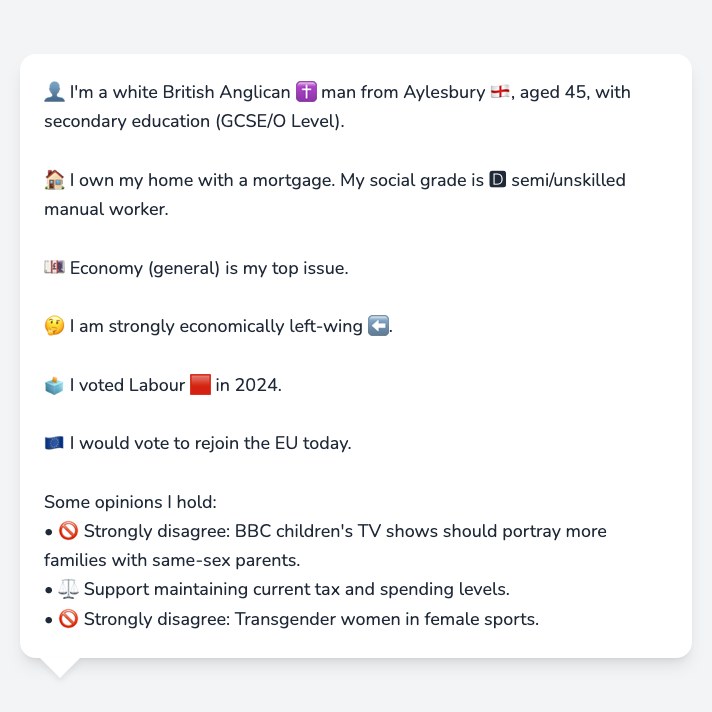 👤 I'm a white British Anglican ✝️ man from Aylesbury 🏴󠁧󠁢󠁥󠁮󠁧󠁿, aged 45, with
secondary education (GCSE/O Level).
🏠 I own my home with a mortgage. My social grade is 🅳 semi/unskilled
manual worker.
💷 Economy (general) is my top issue.
🤔 I am strongly economically left-wing ⬅️.
🗳️ I voted Labour 🟥 in 2024.
🇪🇺 I would vote to rejoin the EU today.
Some opinions I hold:
• 🚫 Strongly disagree: BBC children's TV shows should portray more
families with same-sex parents.
• ⚖️ Support maintaining current tax and spending levels.
• 🚫 Strongly disagree: Transgender women in female sports.